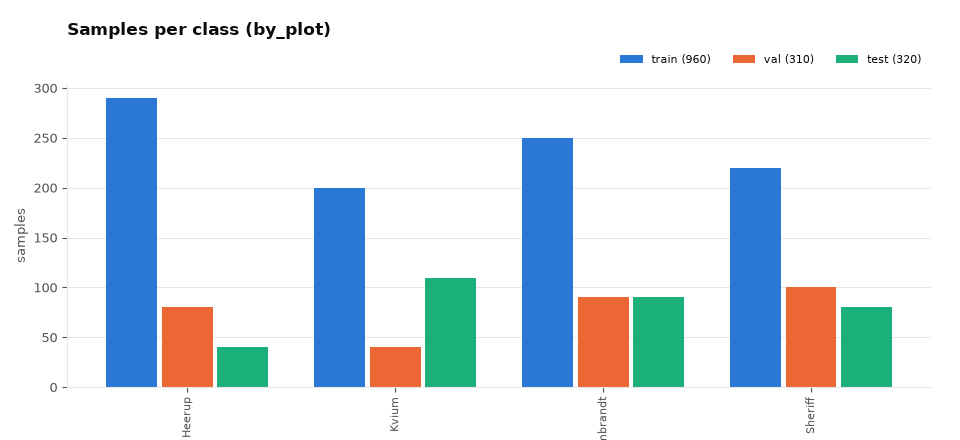 Samples per class (by_plot)
train (960) val (310) test (320)
300
250
200
150
100
50
0
samples
Heerup
Kvium
nbrandt
Sheriff